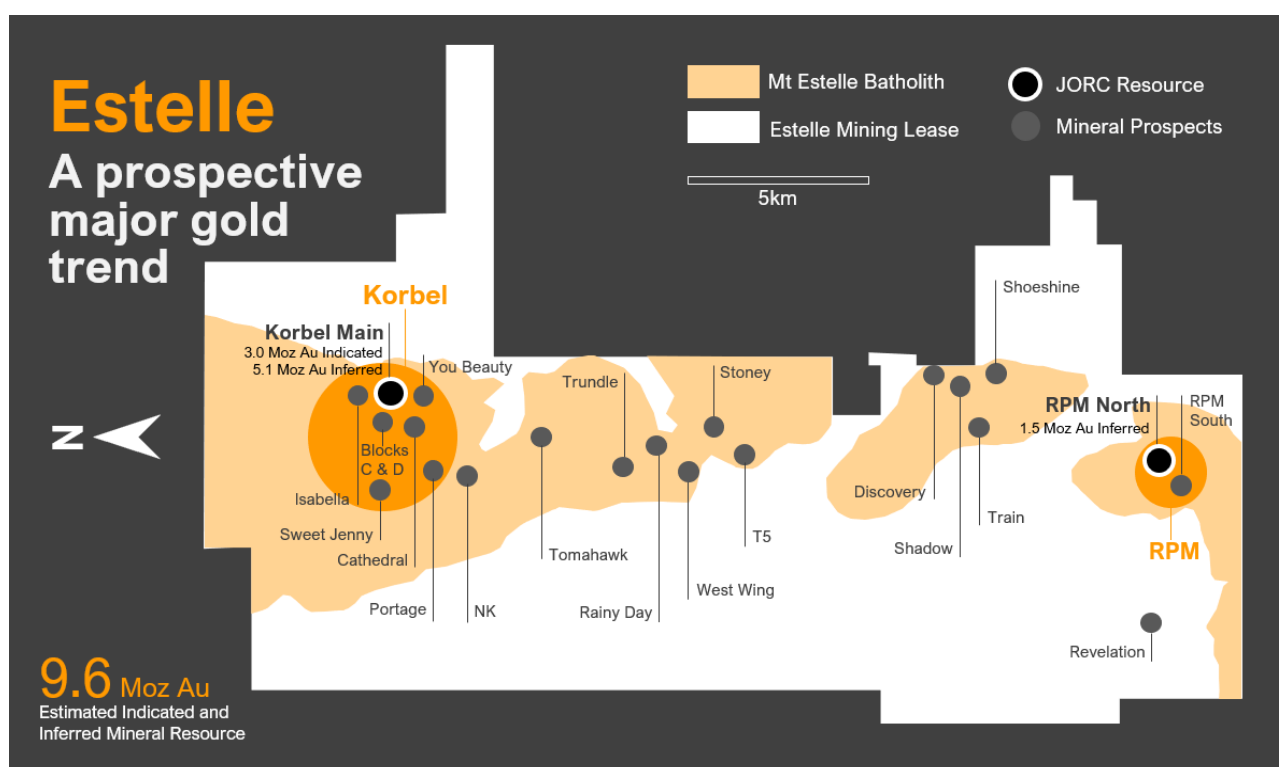 Estelle
A prospective
major gold
trend
Mt Estelle Batholith
JORC Resource
Estelle Mining Lease
Mineral Prospects
5km
Shoeshine
Korbel
Korbel Main
3.0 Moz Au Indicated
5.1 Moz Au Inferred
You Beauty
Trundle
Stoney
RPM North
1.5 Moz Au Inferred
RPM
South
N
Blocks
C & D
Isabella
Sweet Jenny
Cathedral
Portage
NK
Tomahawk
Rainy Day
West Wing
T5
Discovery
Shadow
Train
RPM
Revelation
9.6 Moz Au
Estimated Indicated and
Inferred Mineral Resource